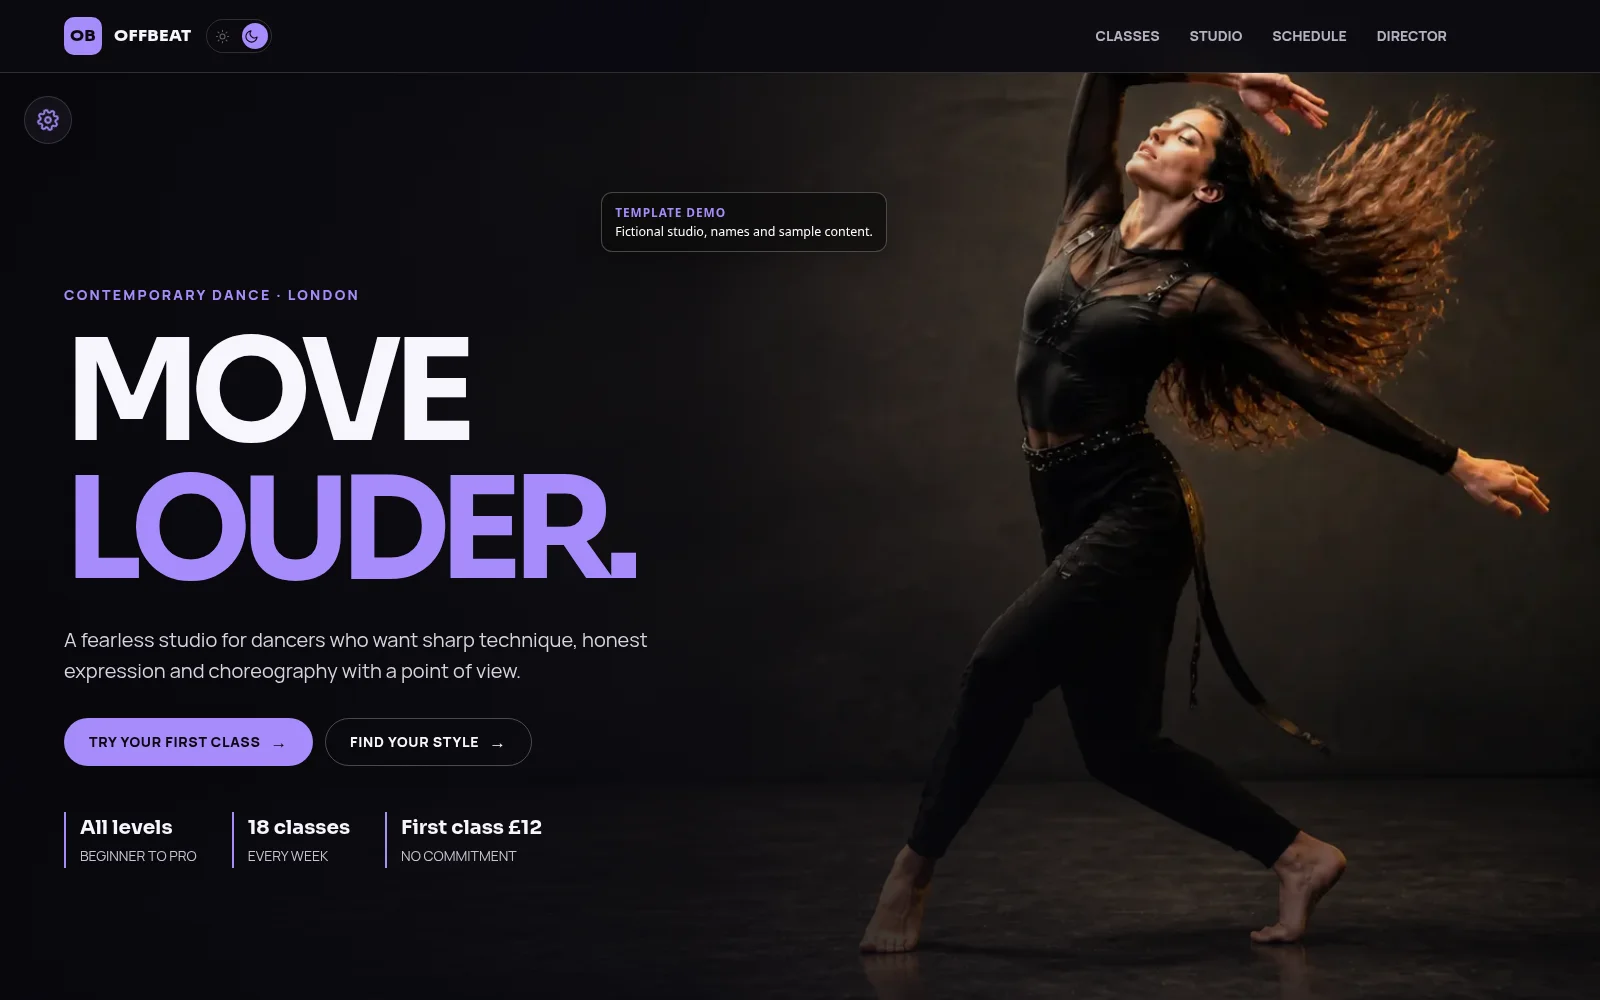 OB OFFBEAT CLASSES STUDIO SCHEDULE DIRECTOR
TEMPLATE DEMO
Fictional studio, names and sample content.
CONTEMPORARY DANCE · LONDON
MOVE
LOUDER.
A fearless studio for dancers who want sharp technique, honest
expression and choreography with a point of view.
TRY YOUR FIRST CLASS → FIND YOUR STYLE →
All levels
BEGINNER TO PRO
18 classes
EVERY WEEK
First class £12
NO COMMITMENT